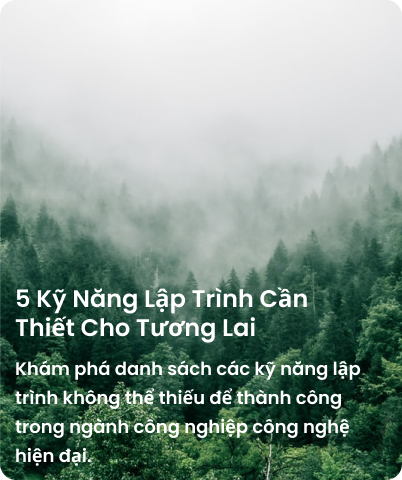 5 Kỹ Năng Lập Trình Cần
Thiết Cho Tương Lai
Khám phá danh sách các kỹ năng lập
trình không thể thiếu để thành công
trong ngành công nghiệp công nghệ
hiện đại.